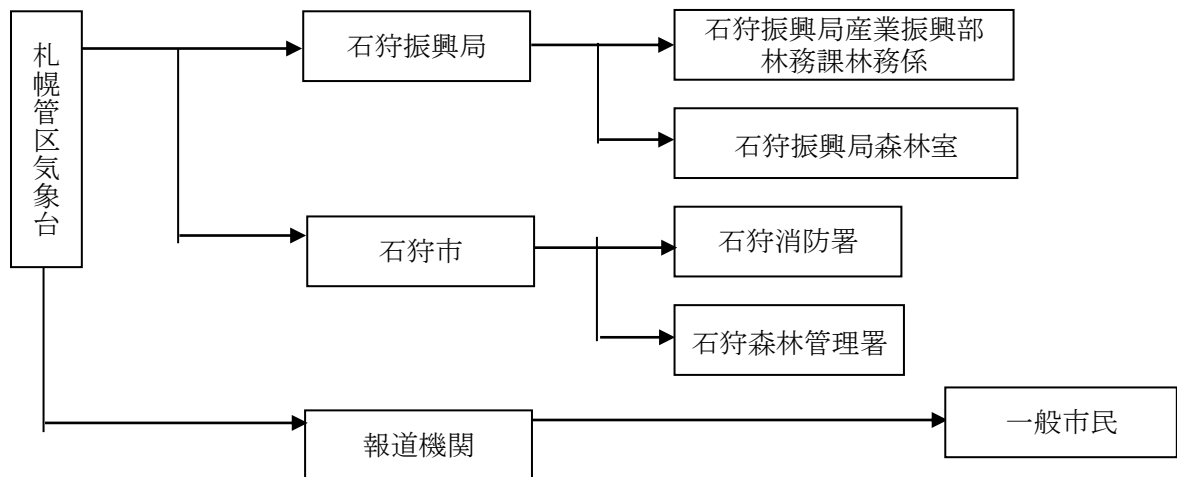 札幌管区気象台
石狩振興局
石狩振興局産業振興部
林務課林務係
石狩振興局森林室
石狩市
石狩消防署
石狩森林管理署
報道機関
一般市民